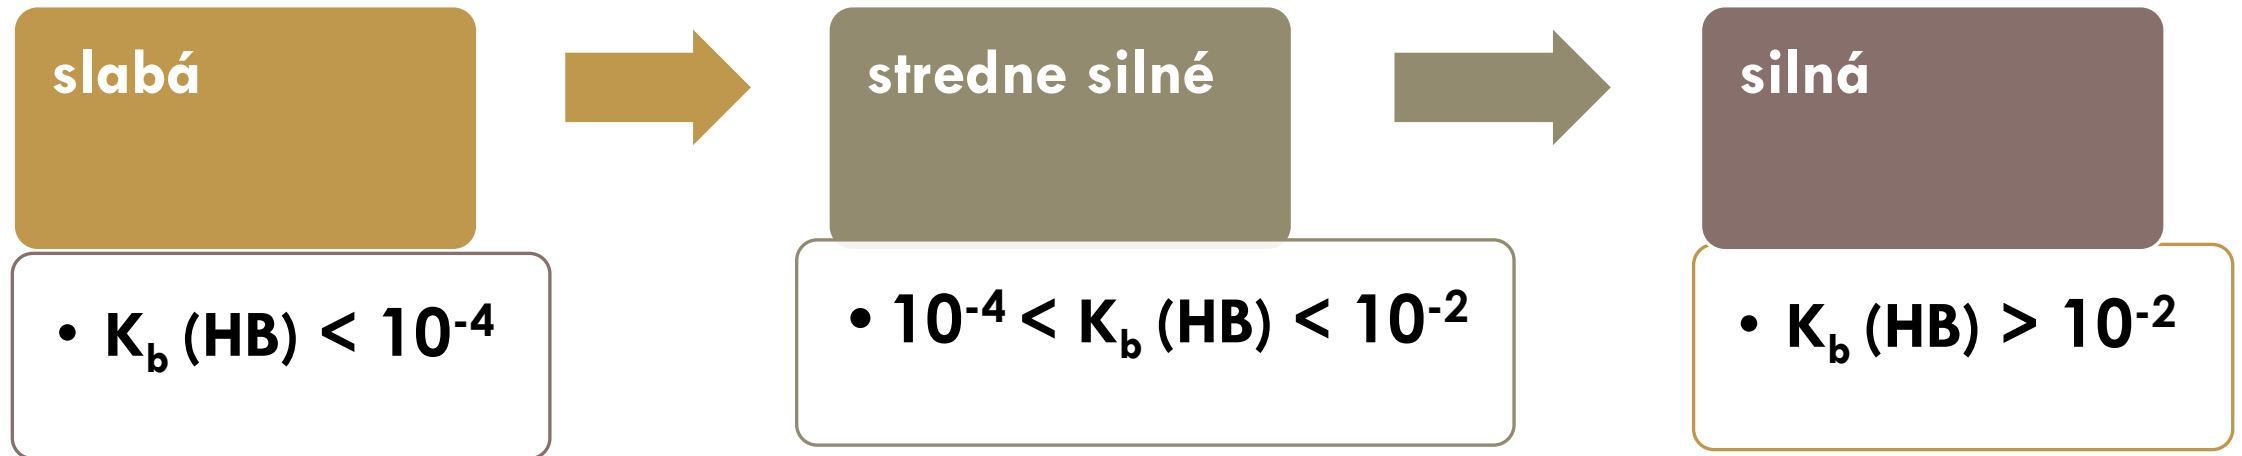 slabá
stredne silné
silná
• K_b (HB) < 10^-4
• 10^-4 < K_b (HB) < 10^-2
• K_b (HB) > 10^-2